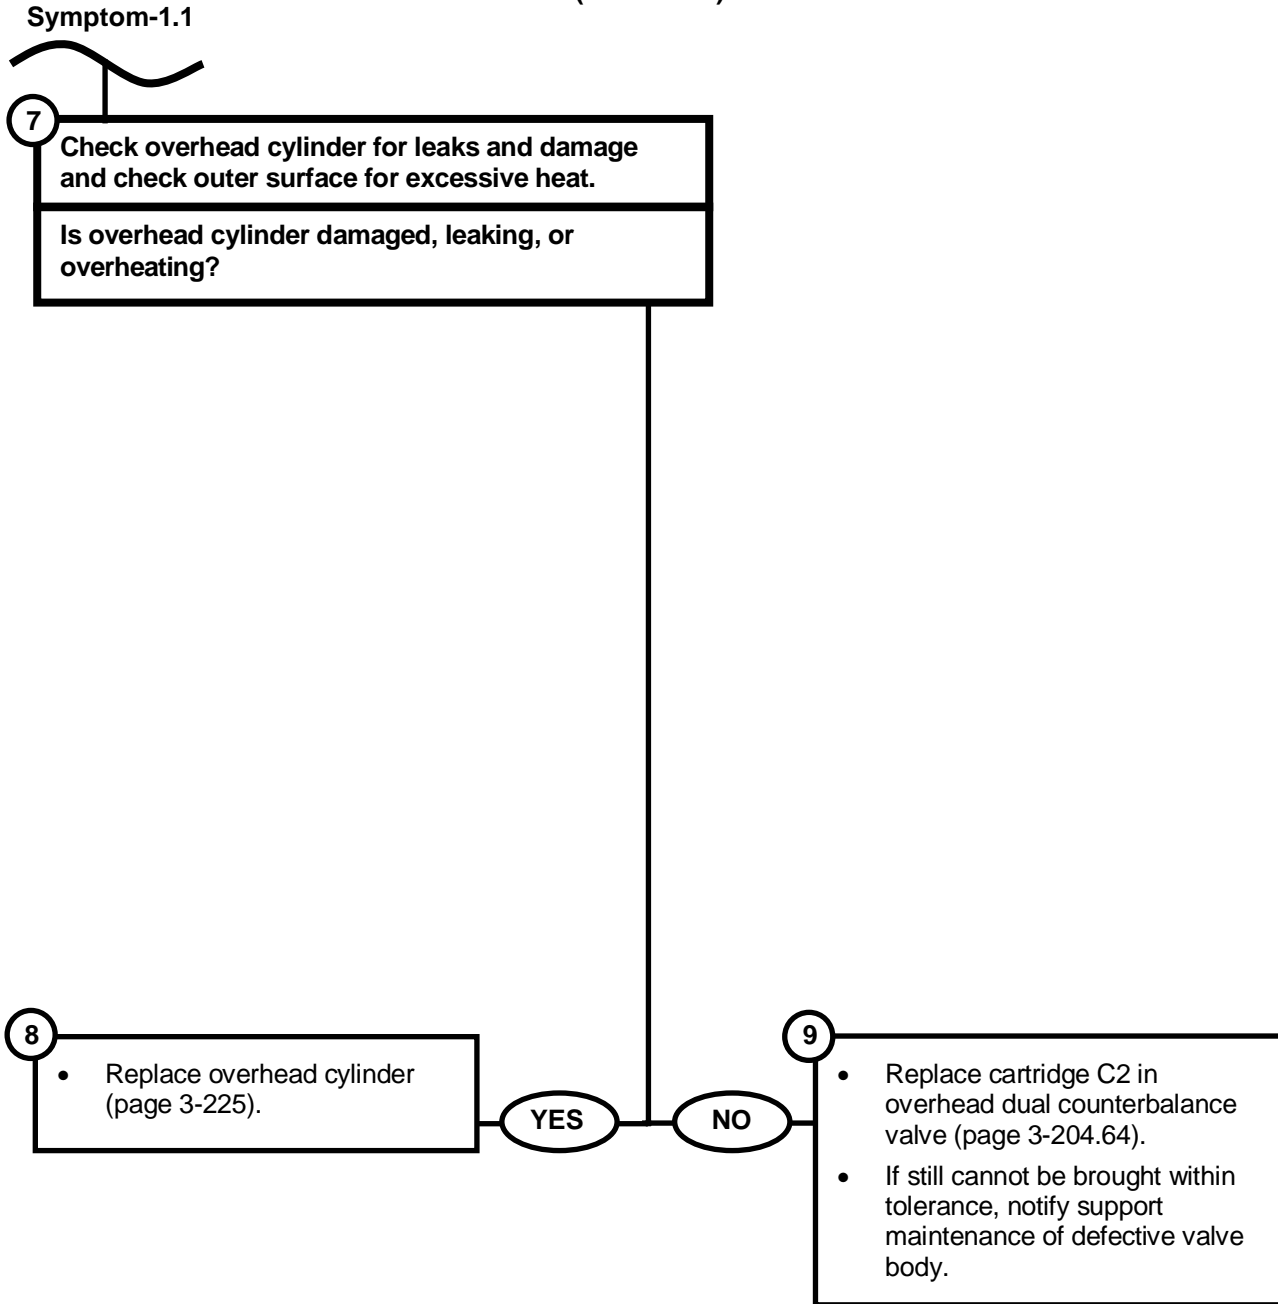 Symptom-1.1
7
Check overhead cylinder for leaks and damage
and check outer surface for excessive heat.
Is overhead cylinder damaged, leaking, or
overheating?
8
• Replace overhead cylinder
(page 3-225).
YES
NO
9
• Replace cartridge C2 in
overhead dual counterbalance
valve (page 3-204.64).
• If still cannot be brought within
tolerance, notify support
maintenance of defective valve
body.